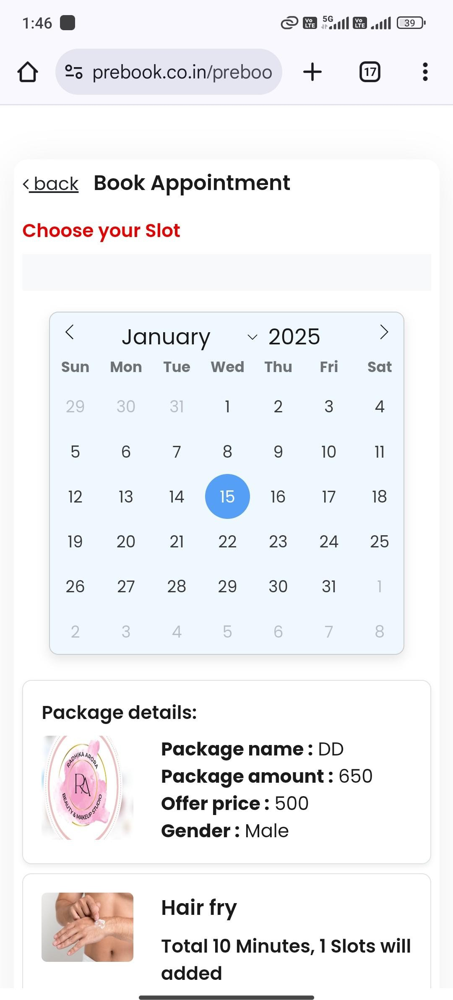 1:46 Vo LTE 5G Vo LTE 39
prebook.co.in/preboo 17
back Book Appointment
Choose your Slot
January 2025
Sun Mon Tue Wed Thu Fri Sat
29 30 31 1 2 3 4
5 6 7 8 9 10 11
12 13 14 15 16 17 18
19 20 21 22 23 24 25
26 27 28 29 30 31 1
2 3 4 5 6 7 8
Package details:
RADHIKA ARORA
RA
BEAUTY & MAKEUP STUDIO
Package name : DD
Package amount : 650
Offer price : 500
Gender : Male
Hair fry
Total 10 Minutes, 1 Slots will
added